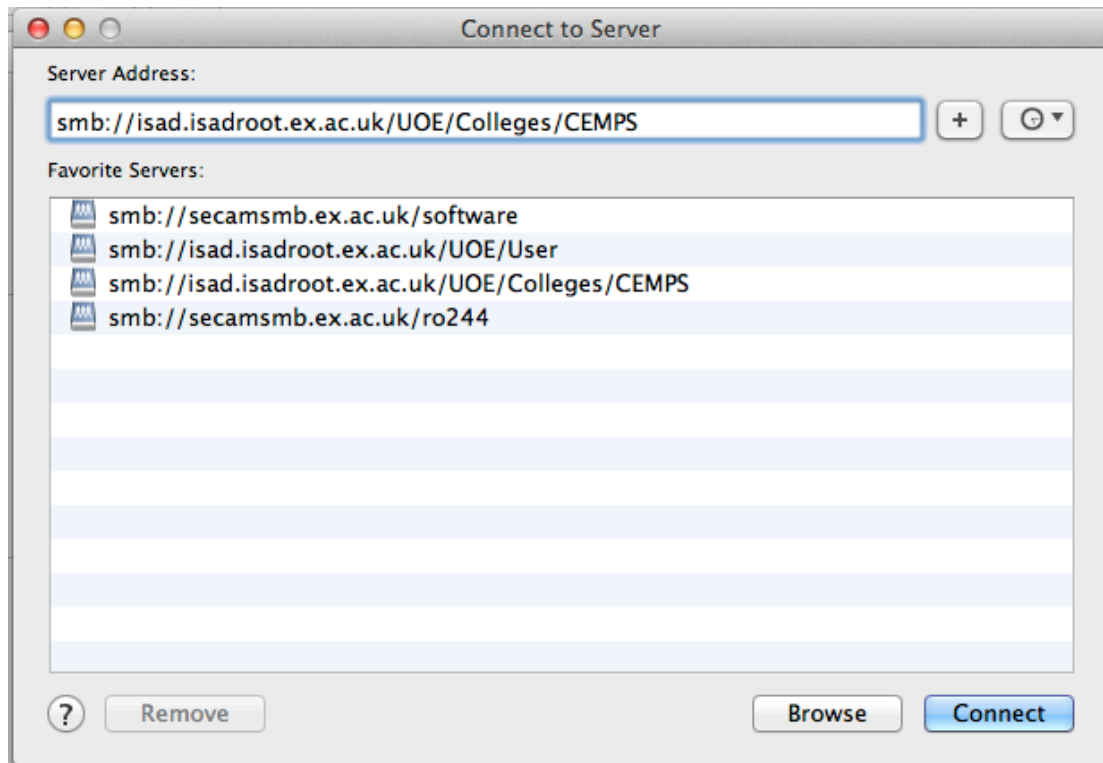 Connect to Server
Server Address:
smb://isad.isadroot.ex.ac.uk/UOE/Colleges/CEMPS
+
Favorite Servers:
smb://secamsmb.ex.ac.uk/software
smb://isad.isadroot.ex.ac.uk/UOE/User
smb://isad.isadroot.ex.ac.uk/UOE/Colleges/CEMPS
smb://secamsmb.ex.ac.uk/ro244
? Remove Browse Connect